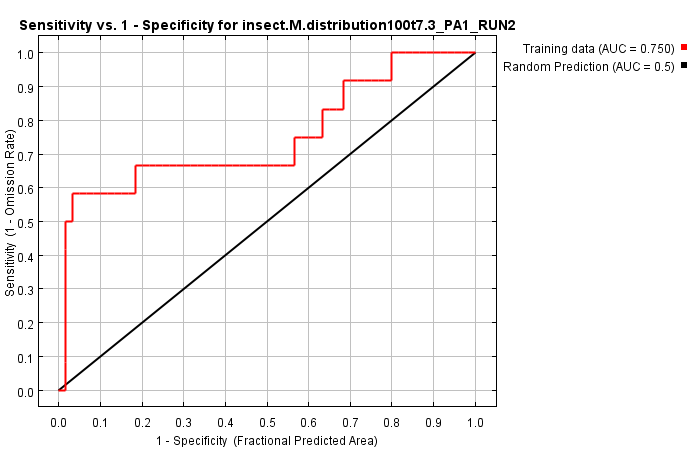 Sensitivity vs. 1 - Specificity for insect.M.distribution100t7.3_PA1_RUN2
Training data (AUC = 0.750)
Random Prediction (AUC = 0.5)
Sensitivity (1 - Omission Rate)
1.0
0.9
0.8
0.7
0.6
0.5
0.4
0.3
0.2
0.1
0.0
0.0 0.1 0.2 0.3 0.4 0.5 0.6 0.7 0.8 0.9 1.0
1 - Specificity (Fractional Predicted Area)